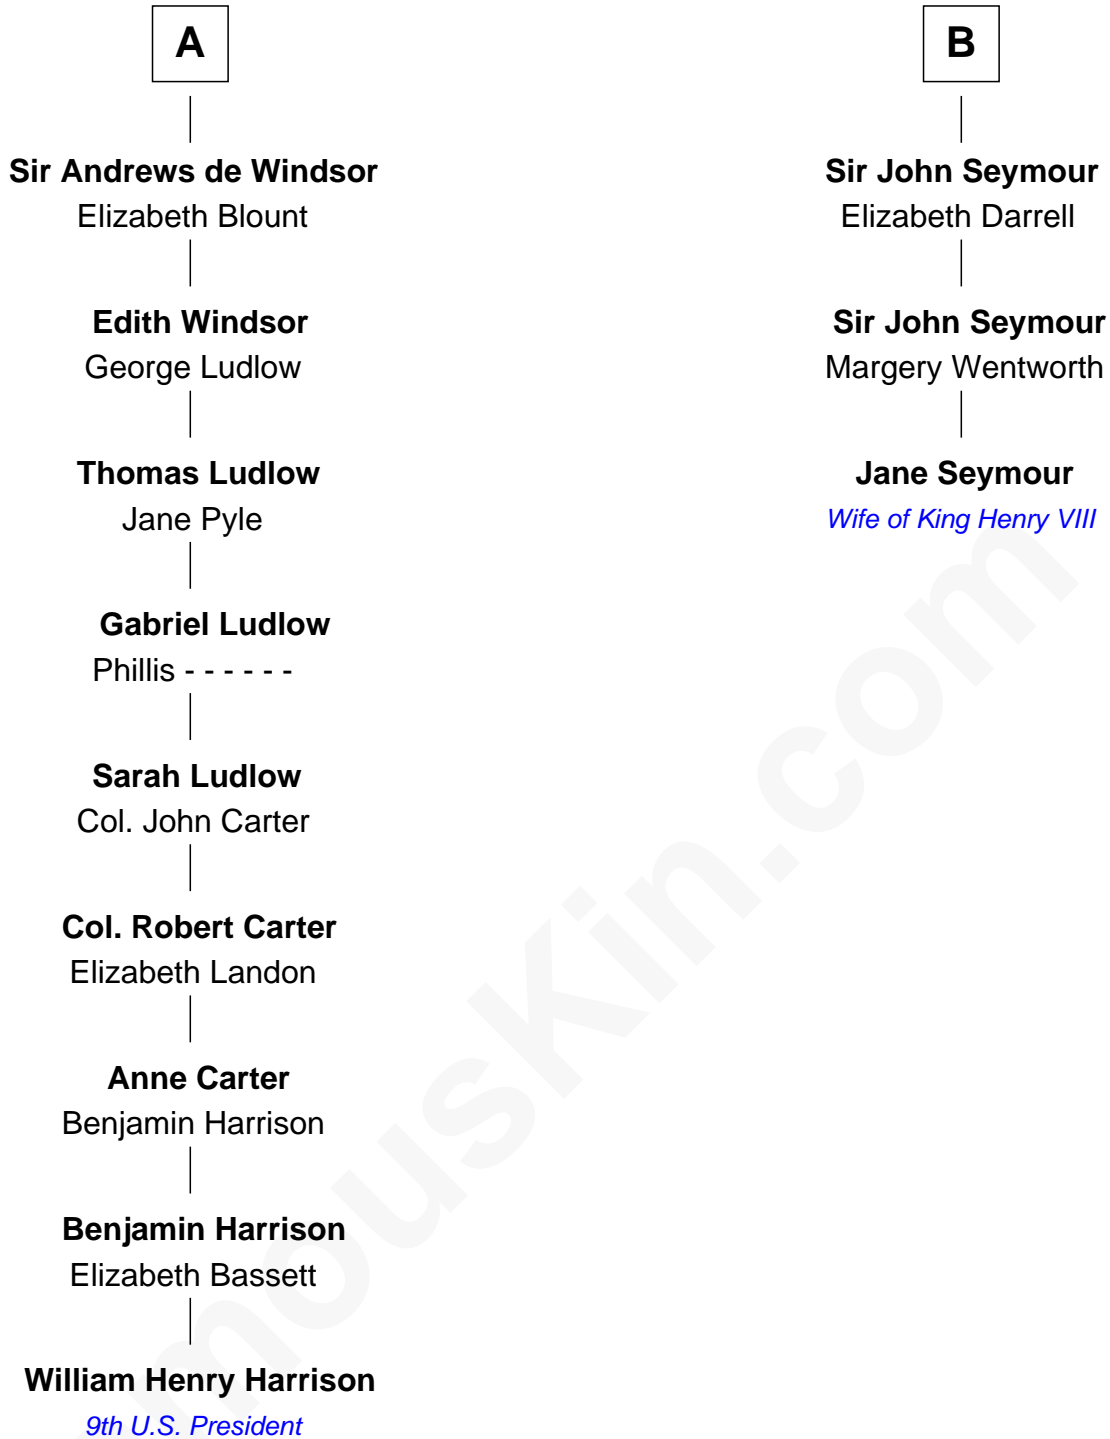 A
Sir Andrews de Windsor
Elizabeth Blount
Edith Windsor
George Ludlow
Thomas Ludlow
Jane Pyle
Gabriel Ludlow
Phillis - - - - - -
Sarah Ludlow
Col. John Carter
Col. Robert Carter
Elizabeth Landon
Anne Carter
Benjamin Harrison
Benjamin Harrison
Elizabeth Bassett
William Henry Harrison
9th U.S. President
B
Sir John Seymour
Elizabeth Darrell
Sir John Seymour
Margery Wentworth
Jane Seymour
Wife of King Henry VIII
mousKin.com